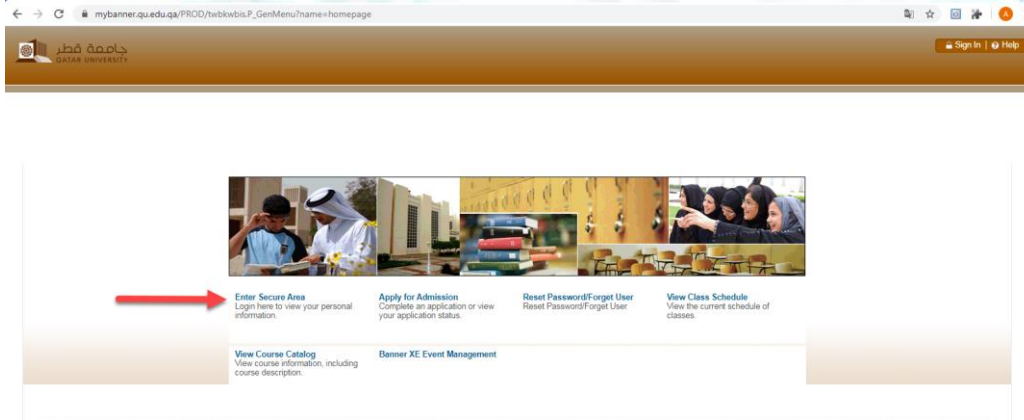 mybanner.qu.edu.qa/PROD/twbkwbis.P_GenMenu?name=homepage
A
جامعة قطر
QATAR UNIVERSITY
Sign In | Help
Enter Secure Area
Login here to view your personal
information.
Apply for Admission
Complete an application or view
your application status.
Reset Password/Forget User
Reset Password/Forget User
View Class Schedule
View the current schedule of
classes.
View Course Catalog
View course information, including
course description.
Banner XE Event Management